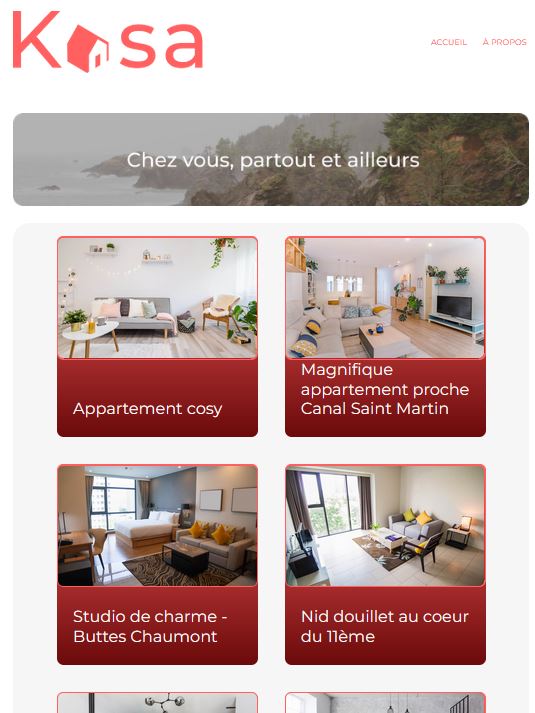 Kasa
ACCUEIL À PROPOS
Chez vous, partout et ailleurs
Appartement cosy
Magnifique
appartement proche
Canal Saint Martin
Studio de charme -
Buttes Chaumont
Nid douillet au coeur
du 11ème